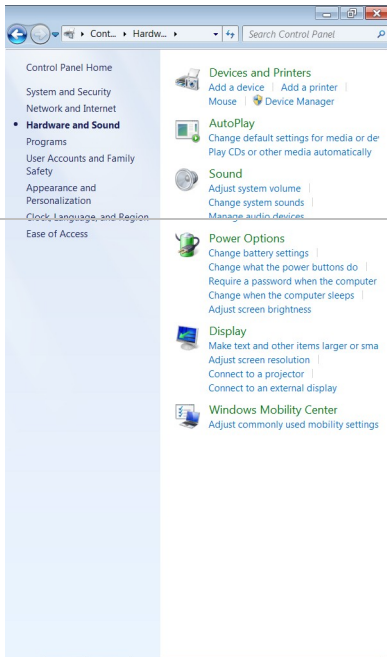 Cont... Hardw...
Search Control Panel
Control Panel Home
System and Security
Network and Internet
Hardware and Sound
Programs
User Accounts and Family
Safety
Appearance and
Personalization
Clock, Language, and Region
Ease of Access
Devices and Printers
Add a device Add a printer
Mouse Device Manager
AutoPlay
Change default settings for media or de
Play CDs or other media automatically
Sound
Adjust system volume
Change system sounds
Manage audio devices
Power Options
Change battery settings
Change what the power buttons do
Require a password when the computer
Change when the computer sleeps
Adjust screen brightness
Display
Make text and other items larger or sma
Adjust screen resolution
Connect to a projector
Connect to an external display
Windows Mobility Center
Adjust commonly used mobility settings